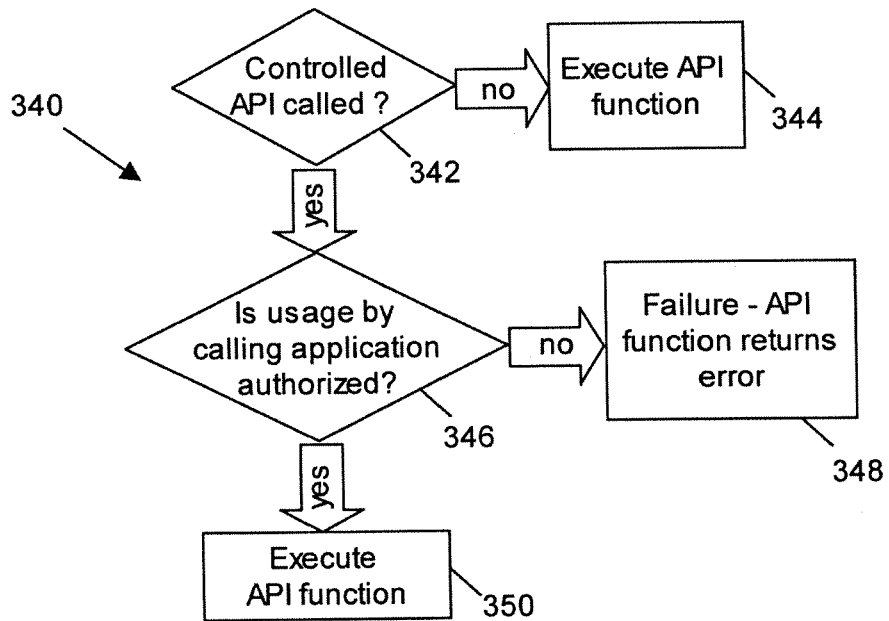 Controlled
API called ?
no
Execute API
function
340
342
344
yes
Is usage by
calling application
authorized?
no
Failure - API
function returns
error
346
348
yes
Execute
API function
350